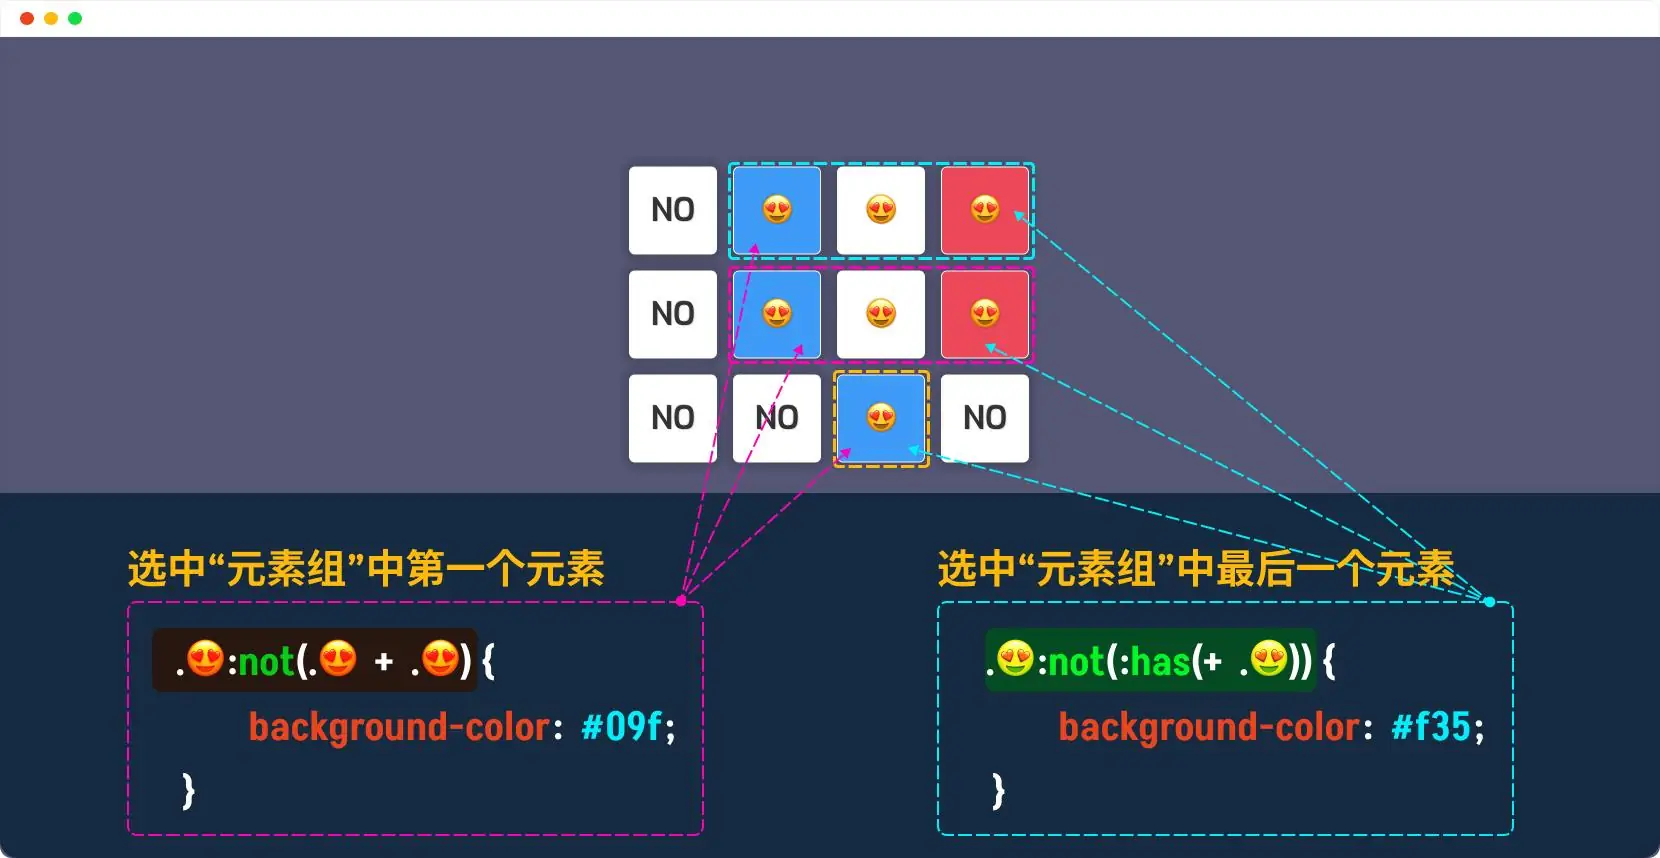 NO 😍 😍 😍
NO 😍 😍 😍
NO NO 😍 NO
选中“元素组”中第一个元素
.😍:not(.😍 + .😍) {
background-color: #09f;
}
选中“元素组”中最后一个元素
.😍:not(:has(+ .😍)) {
background-color: #f35;
}